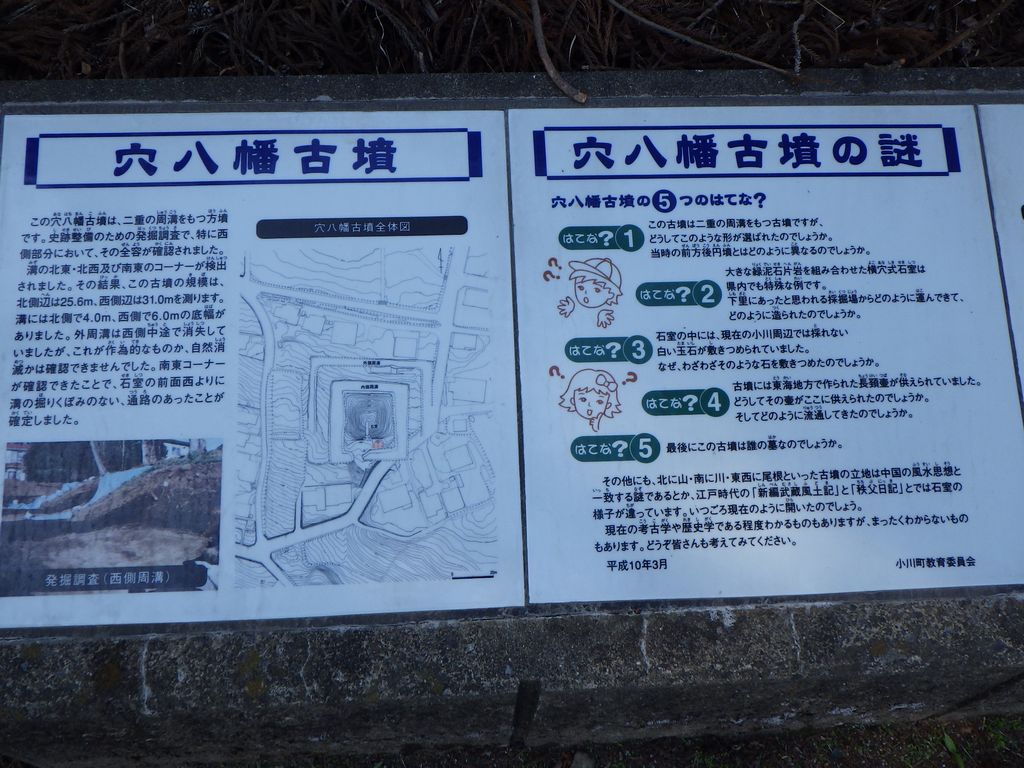 穴八幡古墳
この穴八幡古墳は、二重の周溝をもつ方墳
です。史跡整備のための発掘調査で、特に西
側部分において、その全容が確認されました。
溝の北東・北西及び南東のコーナーが検出
されました。その結果、この古墳の規模は、
北側辺は25.6m、西側辺は31.0mを測ります。
溝には北側で4.0m、西側で6.0mの底幅が
ありました。外周溝は西側中途で消失して
いましたが、これが作為的なものか、自然消
滅かは確認できませんでした。南東コーナー
が確認できたことで、石室の前面西よりに
溝の掘りくぼみのない、通路のあったことが
確定しました。
発掘調査(西側周溝)
穴八幡古墳全体図
外側周溝
内側周溝
穴八幡古墳の謎
穴八幡古墳の5つのはてな?
はてな?1
この古墳は二重の周溝をもつ古墳ですが、
どうしてこのような形が選ばれたのでしょうか。
当時の前方後円墳とはどのように異なるのでしょうか。
はてな?2
大きな緑泥石片岩を組み合わせた横穴式石室は
県内でも特殊な例です。
下里にあったと思われる採掘場からどのように運んできて、
どのように造られたのでしょうか。
はてな?3
石室の中には、現在の小川周辺では採れない
白い玉石が敷きつめられていました。
なぜ、わざわざそのような石を敷きつめたのでしょうか。
はてな?4
古墳には東海地方で作られた長頸壷が供えられていました。
どうしてその壷がここに供えられたのでしょうか。
そしてどのように流通してきたのでしょうか。
はてな?5
最後にこの古墳は誰の墓なのでしょうか。
その他にも、北に山・南に川・東西に尾根といった古墳の立地は中国の風水思想と
一致する謎であるとか、江戸時代の「新編武蔵風土記」と「秩父日記」とでは石室の
様子が違っています。いつごろ現在のように開いたのでしょう。
現在の考古学や歴史学である程度わかるものもありますが、まったくわからないもの
もあります。どうぞ皆さんも考えてみてください。
平成10年3月
小川町教育委員会